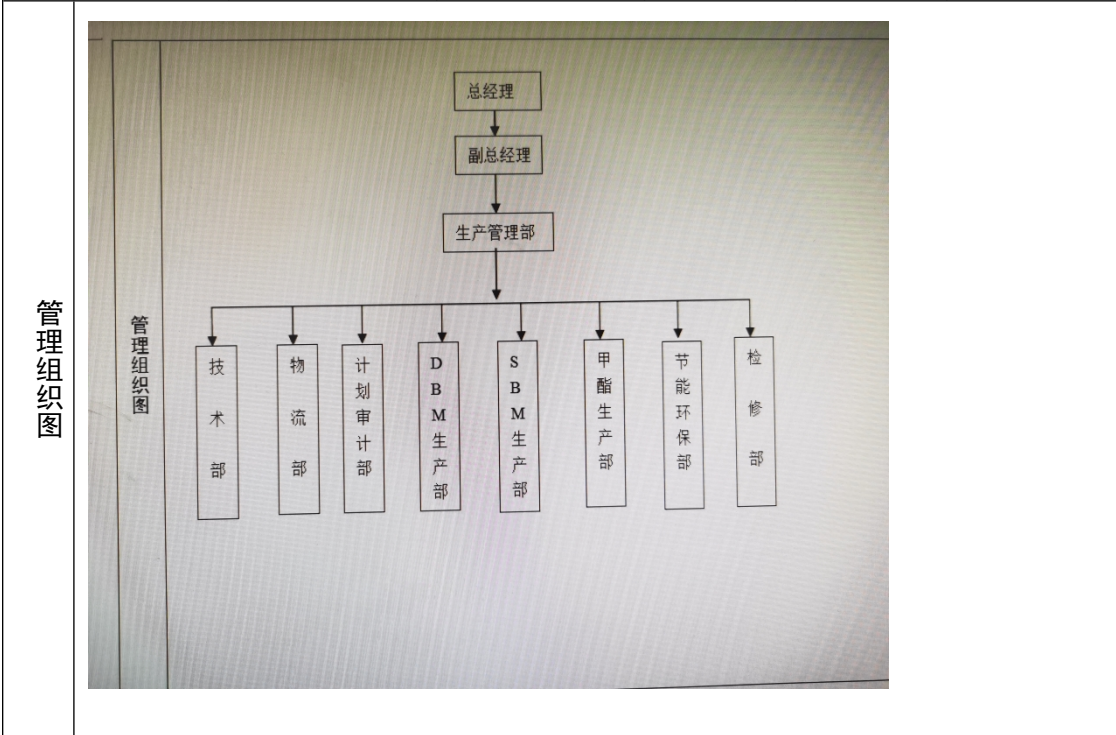 管理组织图
管理组织图
总经理
副总经理
生产管理部
技术部
物流部
计划审计部
DBM生产部
SBM生产部
甲酯生产部
节能环保部
检修部